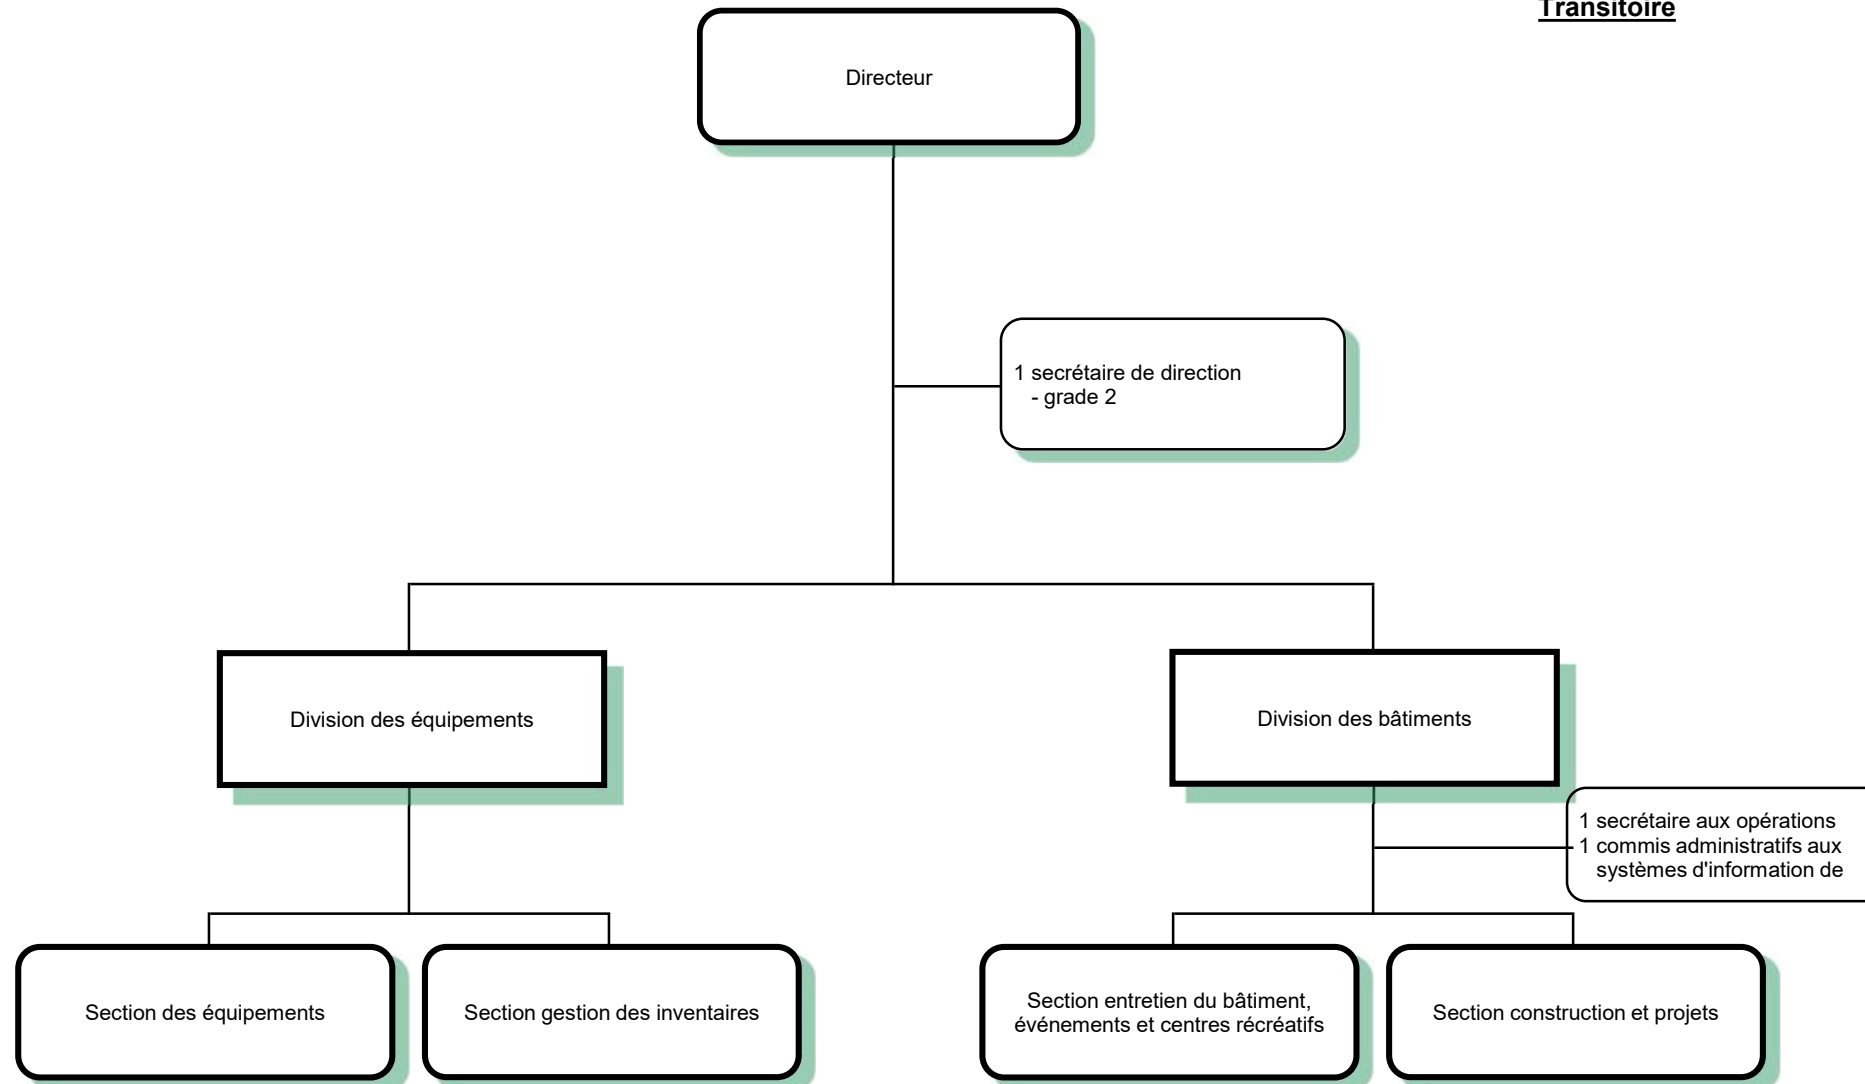 Transitoire
Directeur
1 secrétaire de direction
- grade 2
Division des équipements
Division des bâtiments
1 secrétaire aux opérations
1 commis administratifs aux
systèmes d'information de
Section des équipements
Section gestion des inventaires
Section entretien du bâtiment,
événements et centres récréatifs
Section construction et projets